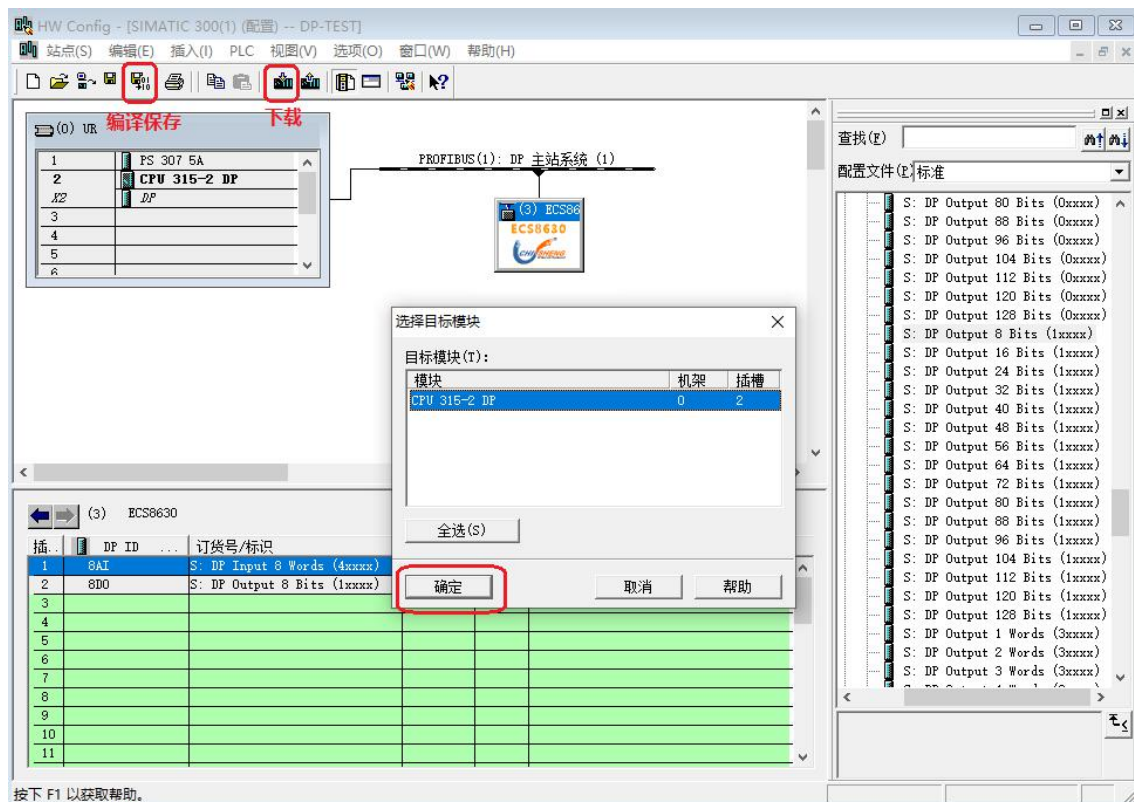 HW Config - [SIMATIC 300(1) (配置) -- DP-TEST]
站点(S) 编辑(E) 插入(I) PLC 视图(V) 选项(O) 窗口(W) 帮助(H)
编译保存
下载
(0) UR
1 PS 307 5A
2 CPU 315-2 DP
X2 DP
3
4
5
6
PROFIBUS(1): DP 主站系统 (1)
(3) ECS86
ECS8630
选择目标模块
目标模块(T):
模块 机架 插槽
CPU 315-2 DP 0 2
全选(S)
确定 取消 帮助
(3) ECS8630
插.. DP ID ... 订货号/标识
1 8AI S: DP Input 8 Words (4xxxx)
2 8DO S: DP Output 8 Bits (1xxxx)
3
4
5
6
7
8
9
10
11
查找(F)
配置文件(P) 标准
S: DP Output 80 Bits (0xxxx)
S: DP Output 88 Bits (0xxxx)
S: DP Output 96 Bits (0xxxx)
S: DP Output 104 Bits (0xxxx)
S: DP Output 112 Bits (0xxxx)
S: DP Output 120 Bits (0xxxx)
S: DP Output 128 Bits (0xxxx)
S: DP Output 8 Bits (1xxxx)
S: DP Output 16 Bits (1xxxx)
S: DP Output 24 Bits (1xxxx)
S: DP Output 32 Bits (1xxxx)
S: DP Output 40 Bits (1xxxx)
S: DP Output 48 Bits (1xxxx)
S: DP Output 56 Bits (1xxxx)
S: DP Output 64 Bits (1xxxx)
S: DP Output 72 Bits (1xxxx)
S: DP Output 80 Bits (1xxxx)
S: DP Output 88 Bits (1xxxx)
S: DP Output 96 Bits (1xxxx)
S: DP Output 104 Bits (1xxxx)
S: DP Output 112 Bits (1xxxx)
S: DP Output 120 Bits (1xxxx)
S: DP Output 128 Bits (1xxxx)
S: DP Output 1 Words (3xxxx)
S: DP Output 2 Words (3xxxx)
S: DP Output 3 Words (3xxxx)
按下 F1 以获取帮助。